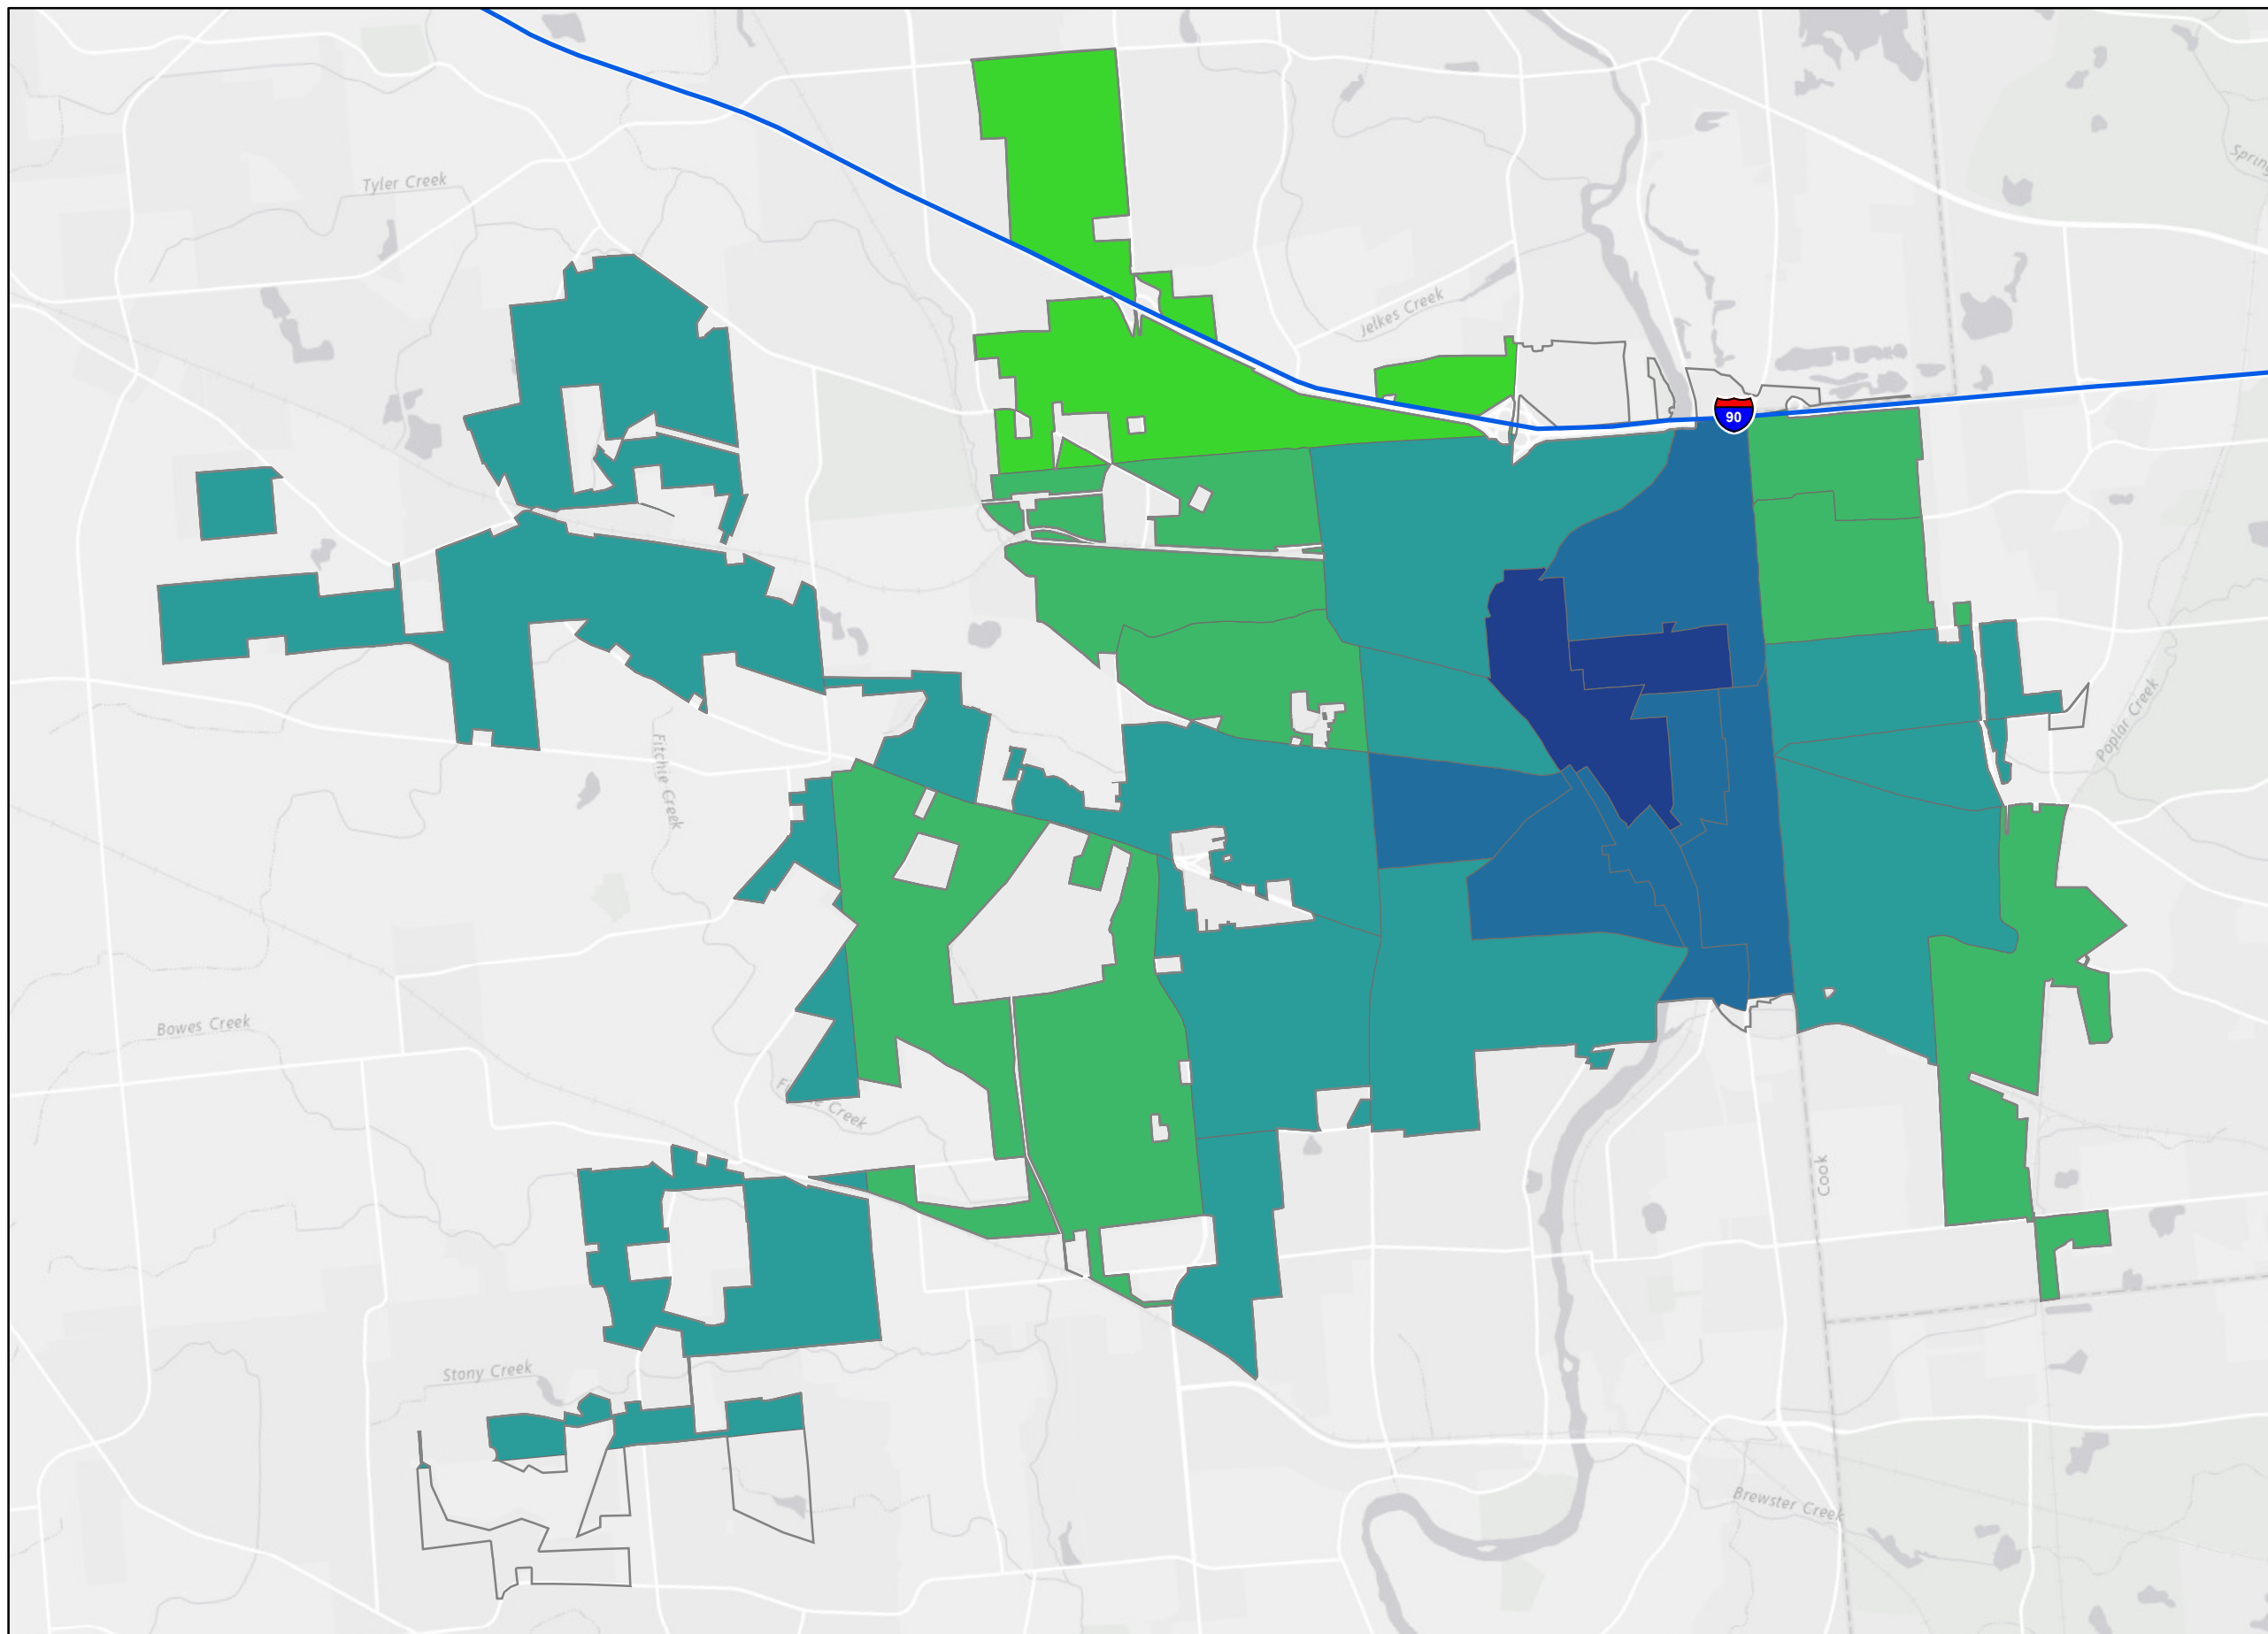 Tyler Creek
Spring
Jelkes Creek
90
Poplar Creek
Fitchie Creek
Bowes Creek
Creek
Cook
Stony Creek
Brewster Creek